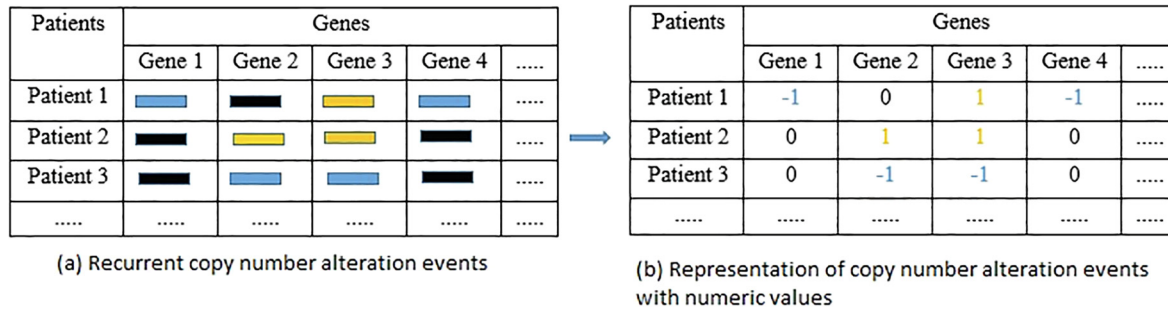 Patients Genes
Gene 1 Gene 2 Gene 3 Gene 4 .....
Patient 1 .....
Patient 2 .....
Patient 3 .....
..... ..... ..... ..... ..... .....
(a) Recurrent copy number alteration events
Patients Genes
Gene 1 Gene 2 Gene 3 Gene 4 .....
Patient 1 -1 0 1 -1 .....
Patient 2 0 1 1 0 .....
Patient 3 0 -1 -1 0 .....
..... ..... ..... ..... ..... .....
(b) Representation of copy number alteration events
with numeric values